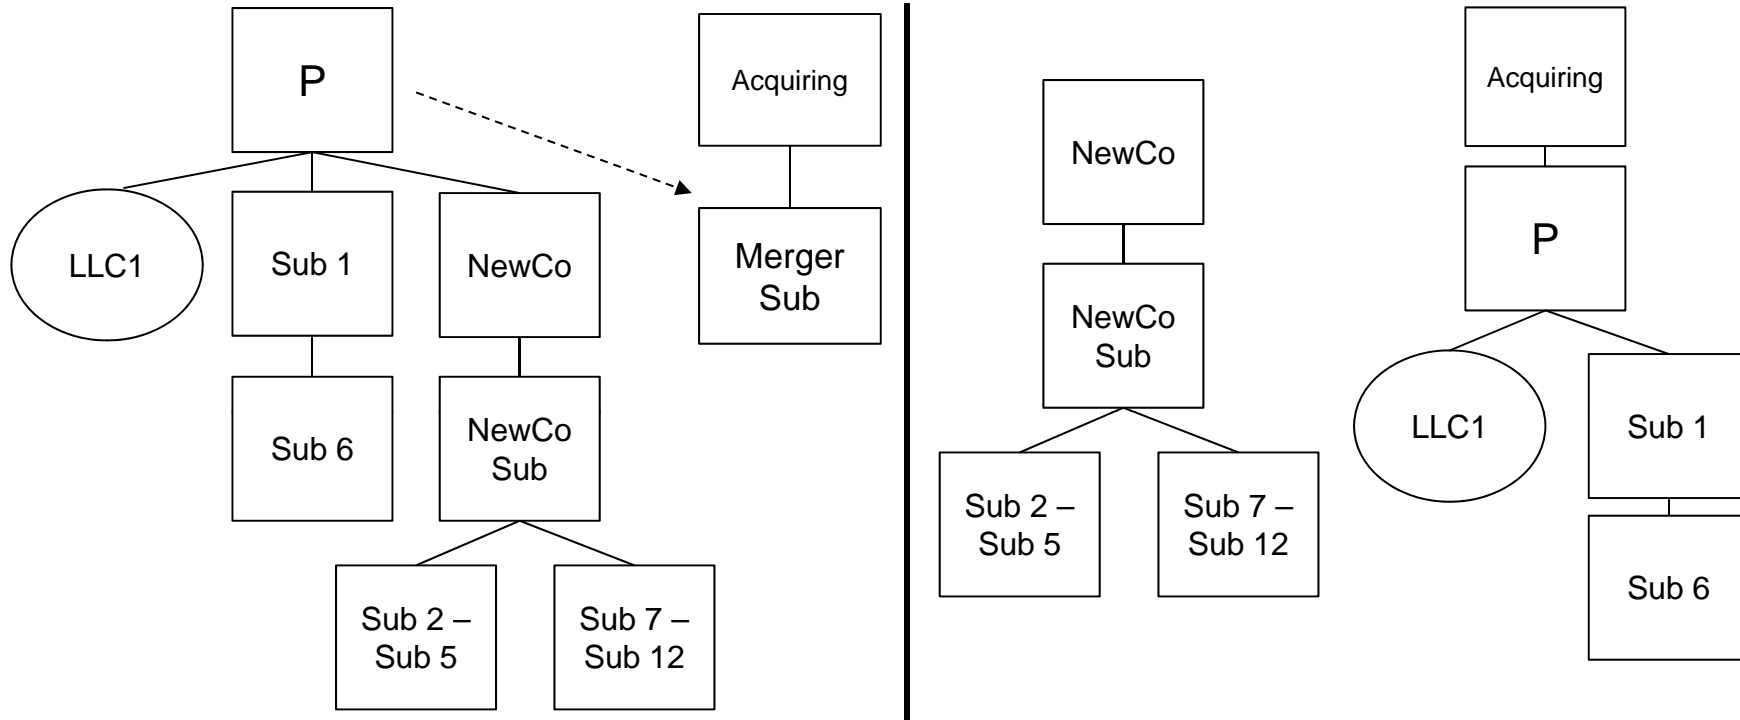 P
Acquiring
LLC1
Sub 1
NewCo
Merger
Sub
Sub 6
NewCo
Sub
Sub 2 –
Sub 5
Sub 7 –
Sub 12
NewCo
NewCo
Sub
Sub 2 –
Sub 5
Sub 7 –
Sub 12
Acquiring
P
LLC1
Sub 1
Sub 6